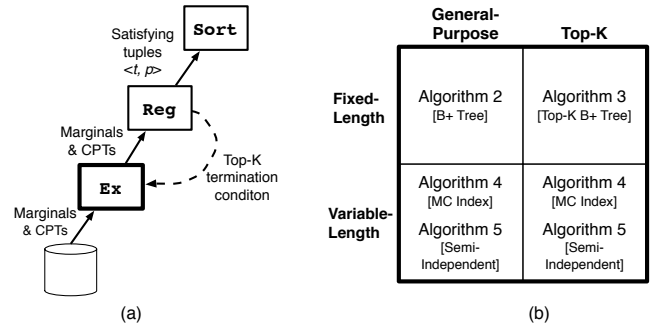 Sort
Satisfying
tuples
<t, p>
Reg
Marginals
& CPTs
Top-K
termination
conditon
Ex
Marginals
& CPTs
(a)
General-
Purpose
Top-K
Fixed-
Length
Algorithm 2
[B+ Tree]
Algorithm 3
[Top-K B+ Tree]
Variable-
Length
Algorithm 4
[MC Index]
Algorithm 5
[Semi-
Independent]
Algorithm 4
[MC Index]
Algorithm 5
[Semi-
Independent]
(b)